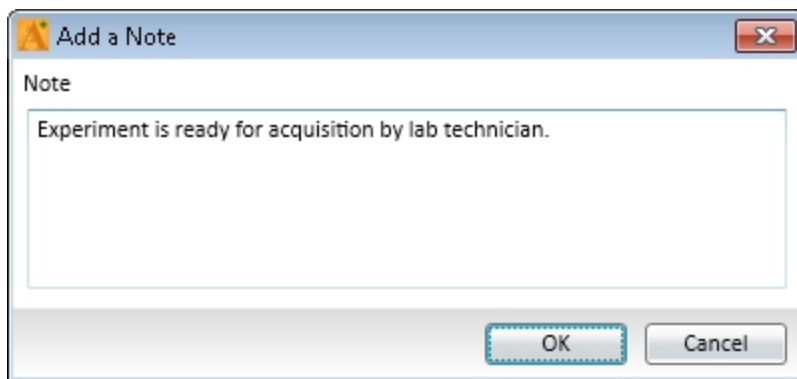 Add a Note
Note
Experiment is ready for acquisition by lab technician.
OK
Cancel